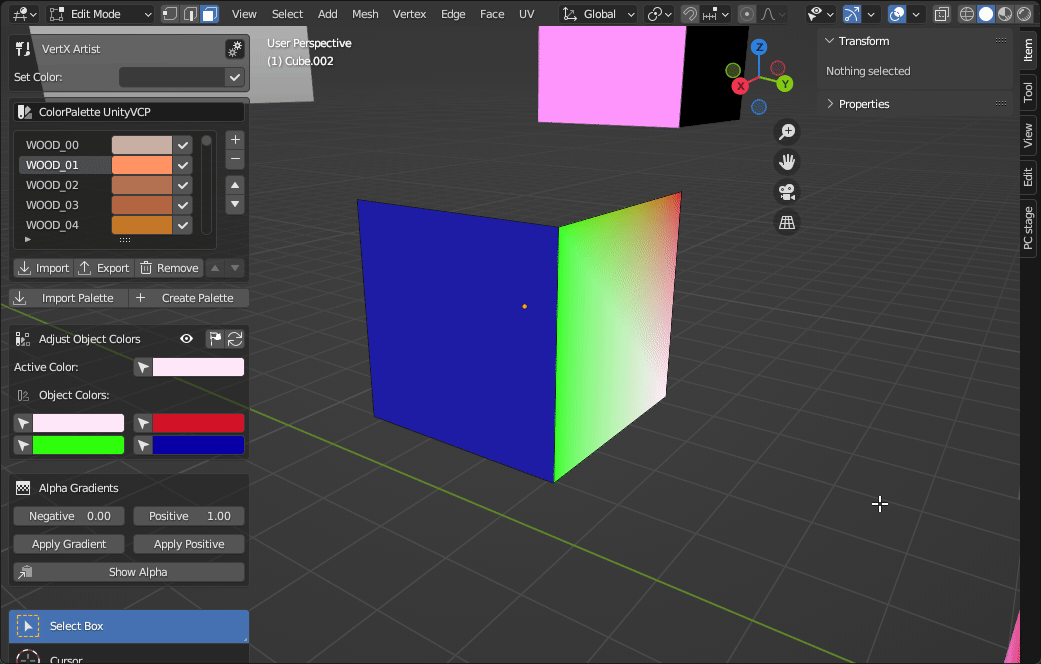 Edit Mode
View Select Add Mesh Vertex Edge Face UV
Global
VertX Artist
Set Color:
ColorPalette UnityVCP
WOOD_00
WOOD_01
WOOD_02
WOOD_03
WOOD_04
Import Export Remove
Import Palette Create Palette
Adjust Object Colors
Active Color:
Object Colors:
Alpha Gradients
Negative 0.00 Positive 1.00
Apply Gradient Apply Positive
Show Alpha
Select Box
Cursor
User Perspective
(1) Cube.002
Z
X
Y
Transform
Nothing selected
Properties
Item
Tool
View
Edit
PC stage